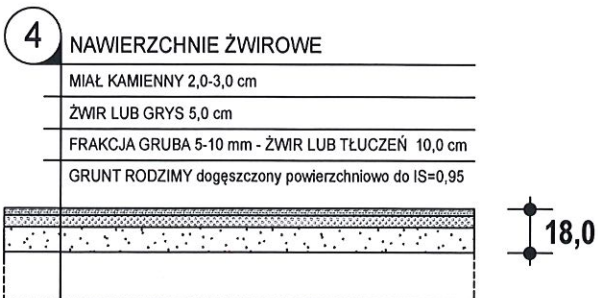 4
NAWIERZCHNIE ŻWIROWE
MIAŁ KAMIENNY 2,0-3,0 cm
ŻWIR LUB GRYS 5,0 cm
FRAKCJA GRUBA 5-10 mm - ŻWIR LUB TŁUCZEŃ 10,0 cm
GRUNT RODZIMY dogęszczony powierzchniowo do IS=0,95
18,0